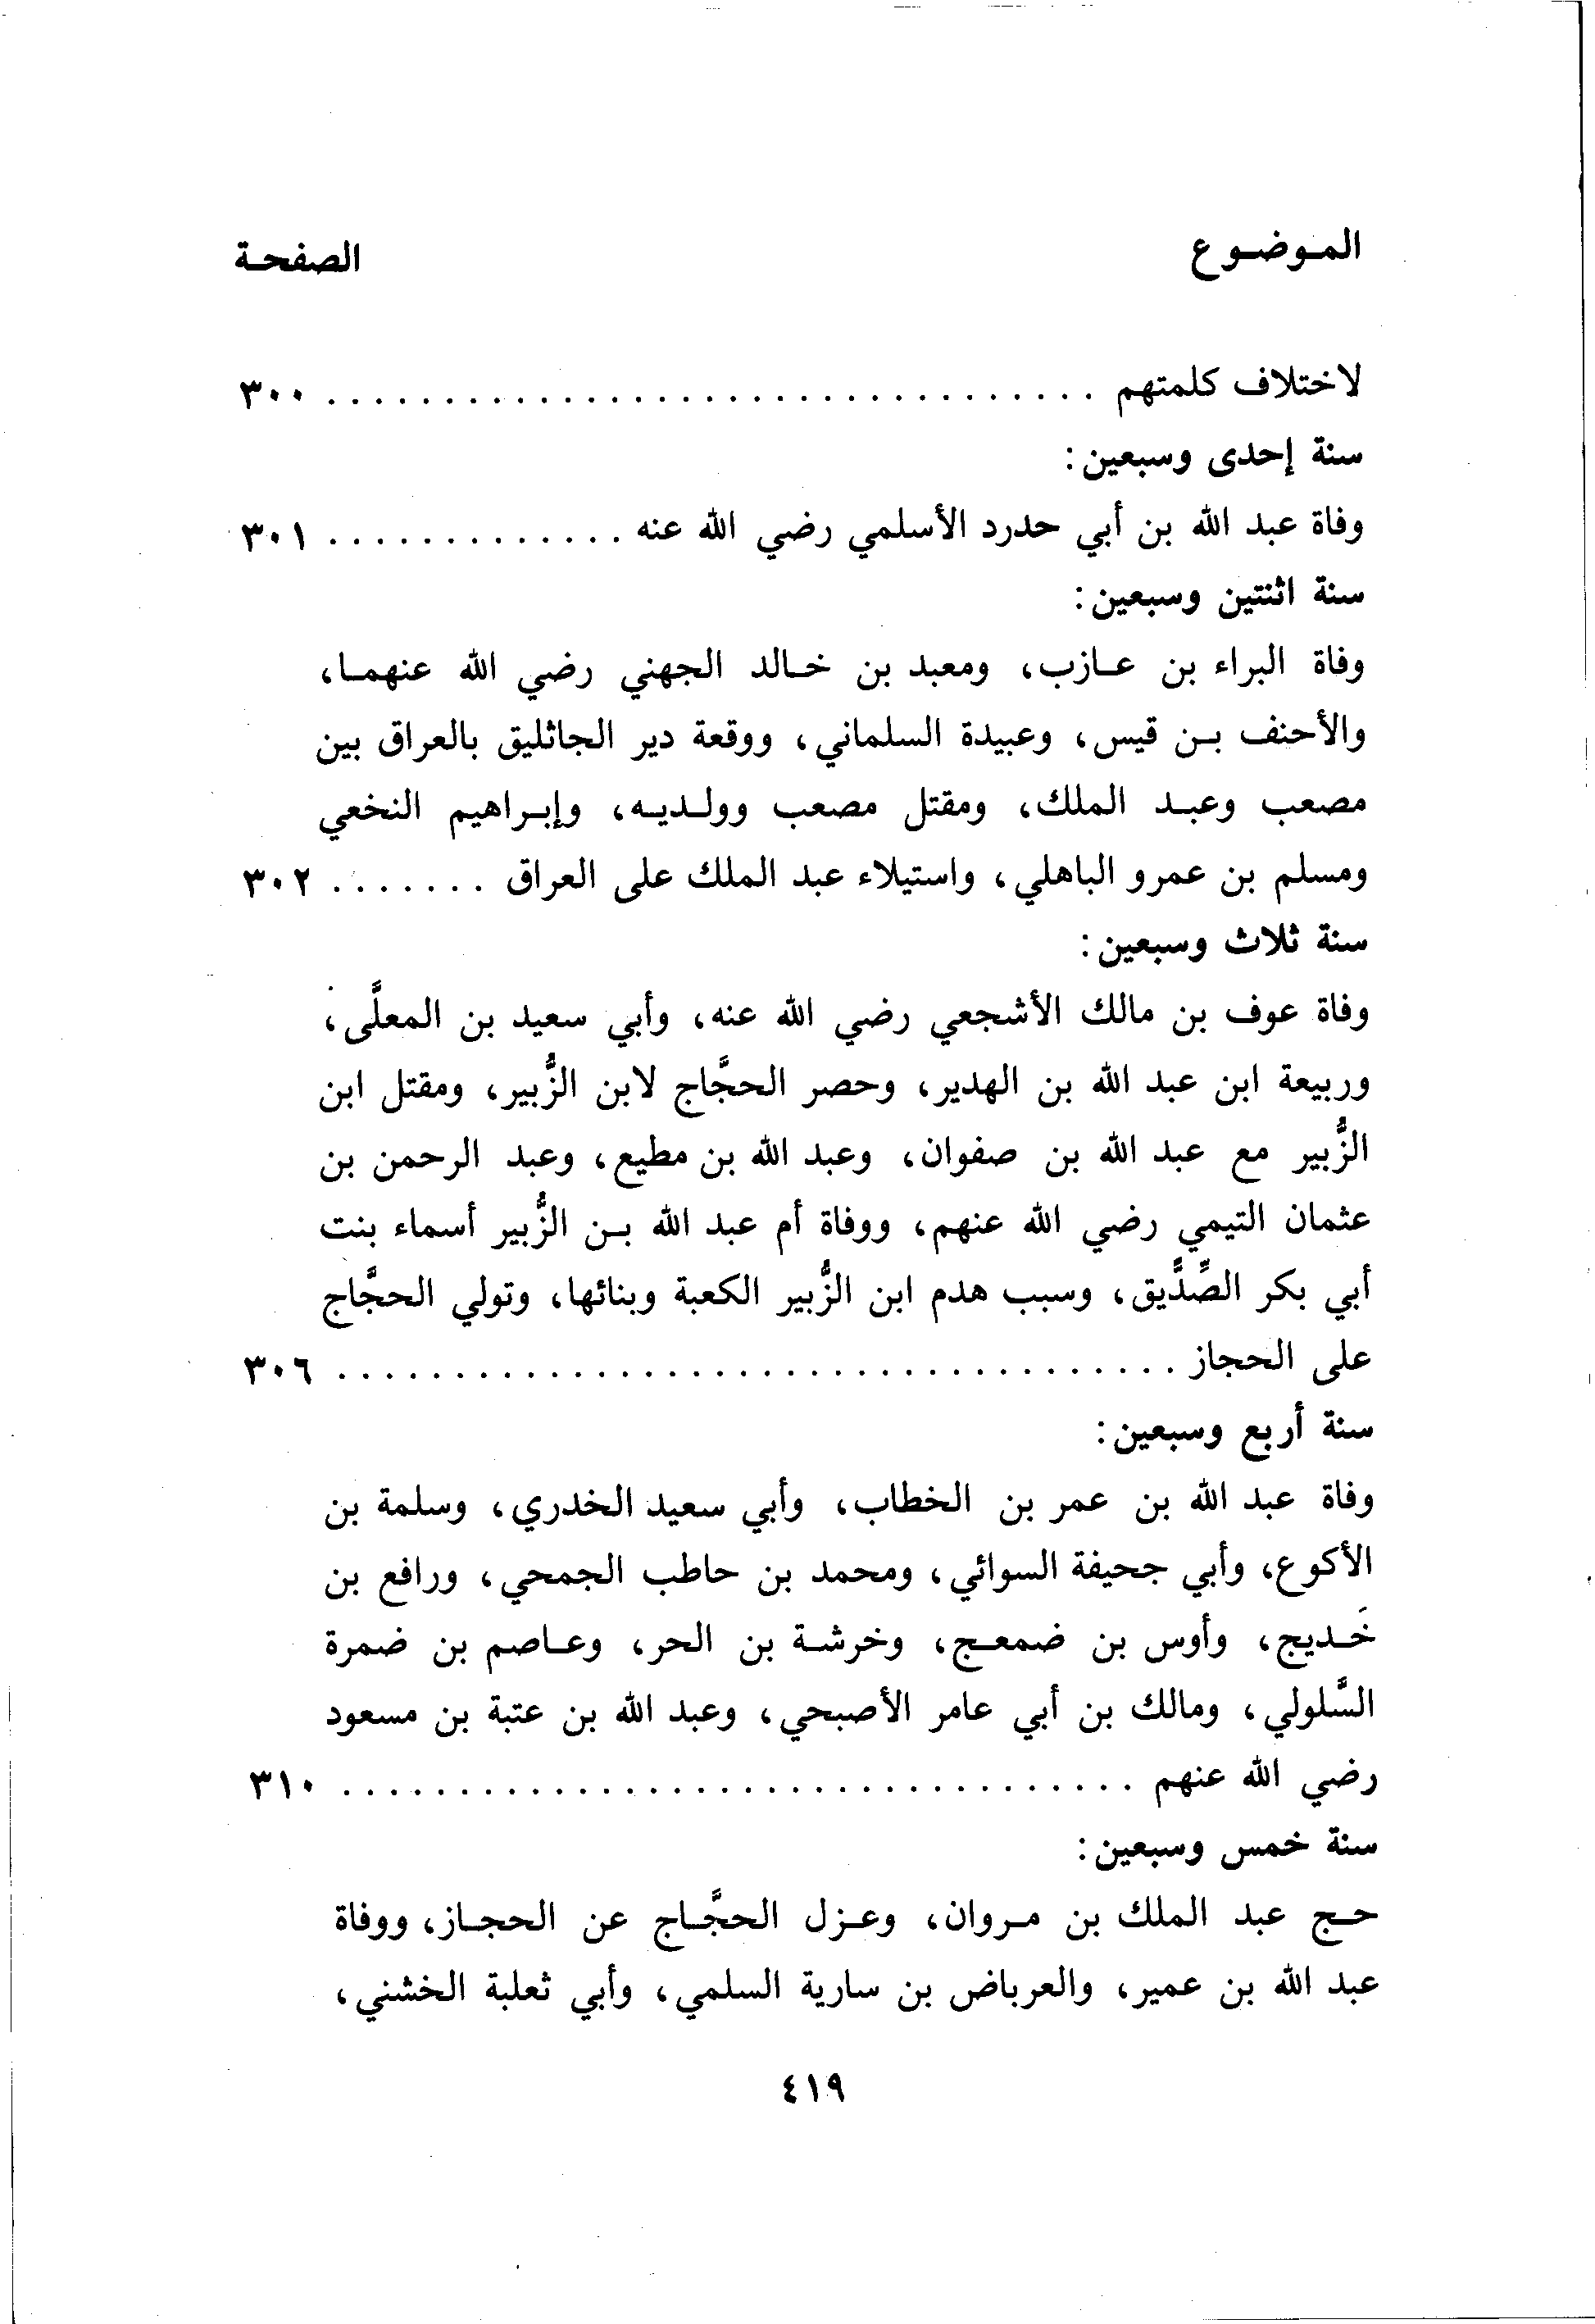 الموضوع الصفحة
لاختلاف كلمتهم . . . . . . . . . . . . . . . . . . . . . . . . . . . . . . . . . ٣٠٠
سنة إحدى وسبعين:
وفاة عبد الله بن أبي حدرد الأسلمي رضي الله عنه . . . . . . . . . . . . . ٣٠١
سنة اثنتين وسبعين:
وفاة البراء بن عازب، ومعبد بن خالد الجهني رضي الله عنهما،
والأحنف بن قيس، وعبيدة السلماني، ووقعة دير الجاثليق بالعراق بين
مصعب وعبد الملك، ومقتل مصعب وولديه، وإبراهيم النخعي
ومسلم بن عمرو الباهلي، واستيلاء عبد الملك على العراق . . . . . . . ٣٠٢
سنة ثلاث وسبعين:
وفاة عوف بن مالك الأشجعي رضي الله عنه، وأبي سعيد بن المعلَّى،
وربيعة ابن عبد الله بن الهدير، وحصر الحجَّاج لابن الزُّبير، ومقتل ابن
الزُّبير مع عبد الله بن صفوان، وعبد الله بن مطيع، وعبد الرحمن بن
عثمان التيمي رضي الله عنهم، ووفاة أم عبد الله بن الزُّبير أسماء بنت
أبي بكر الصِّدَّيق، وسبب هدم ابن الزُّبير الكعبة وبنائها، وتولي الحجَّاج
على الحجاز . . . . . . . . . . . . . . . . . . . . . . . . . . . . . . . . . . . . ٣٠٦
سنة أربع وسبعين:
وفاة عبد الله بن عمر بن الخطاب، وأبي سعيد الخدري، وسلمة بن
الأكوع، وأبي جحيفة السوائي، ومحمد بن حاطب الجمحي، ورافع بن
خَديج، وأوس بن ضمعج، وخرشة بن الحر، وعاصم بن ضمرة
السَّلولي، ومالك بن أبي عامر الأصبحي، وعبد الله بن عتبة بن مسعود
رضي الله عنهم . . . . . . . . . . . . . . . . . . . . . . . . . . . . . . . . . . ٣١٠
سنة خمس وسبعين:
حج عبد الملك بن مروان، وعزل الحجَّاج عن الحجاز، ووفاة
عبد الله بن عمير، والعرباض بن سارية السلمي، وأبي ثعلبة الخشني،
٤١٩